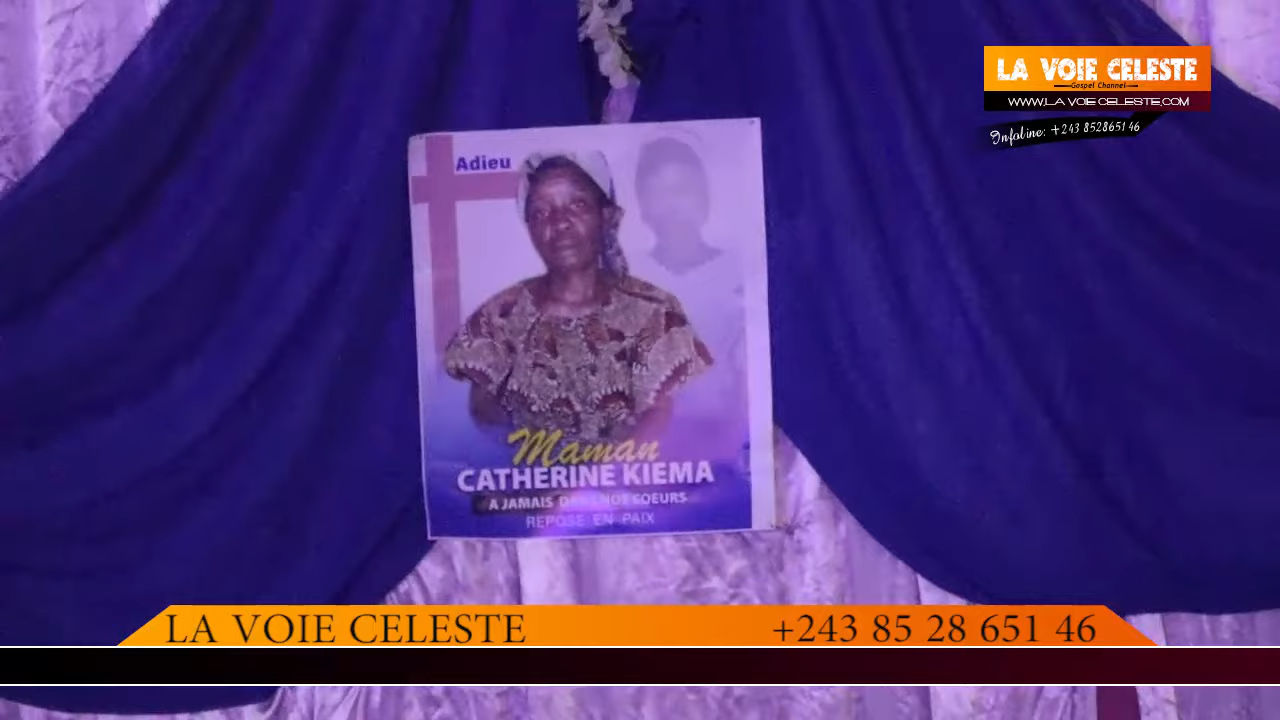 LA VOIE CELESTE
Gospel Channel
WWW.LAVOIECELESTE.COM
Infoline: +243 852865146
Adieu
Maman
CATHERINE KIEMA
A JAMAIS DANS NOS COEURS
REPOSE EN PAIX
LA VOIE CELESTE
+243 85 28 651 46